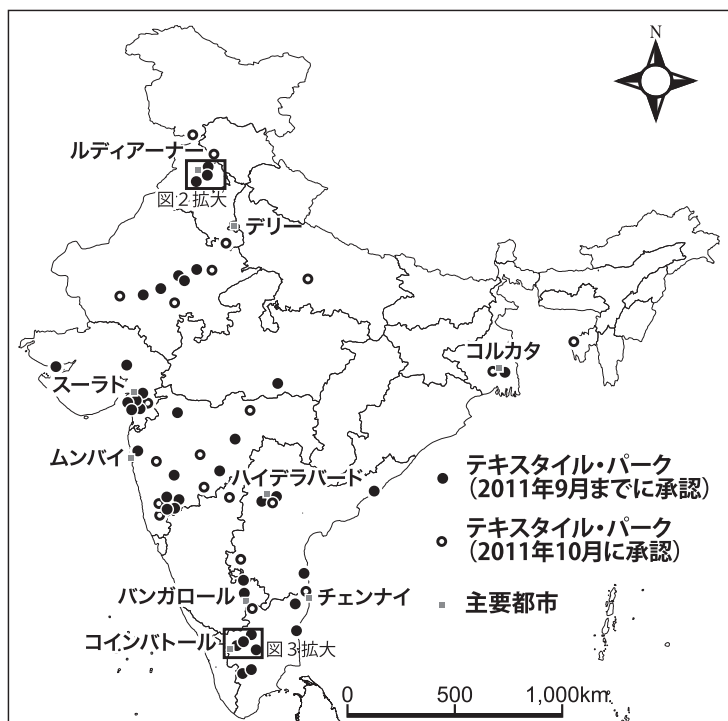 N
ルディアーナー
図2拡大
デリー
コルカタ
スーラト
ムンバイ
ハイデラバード
テキスタイル・パーク
(2011年9月までに承認)
テキスタイル・パーク
(2011年10月に承認)
バンガロール
チェンナイ
主要都市
コインバトール
図3拡大
0 500 1,000km